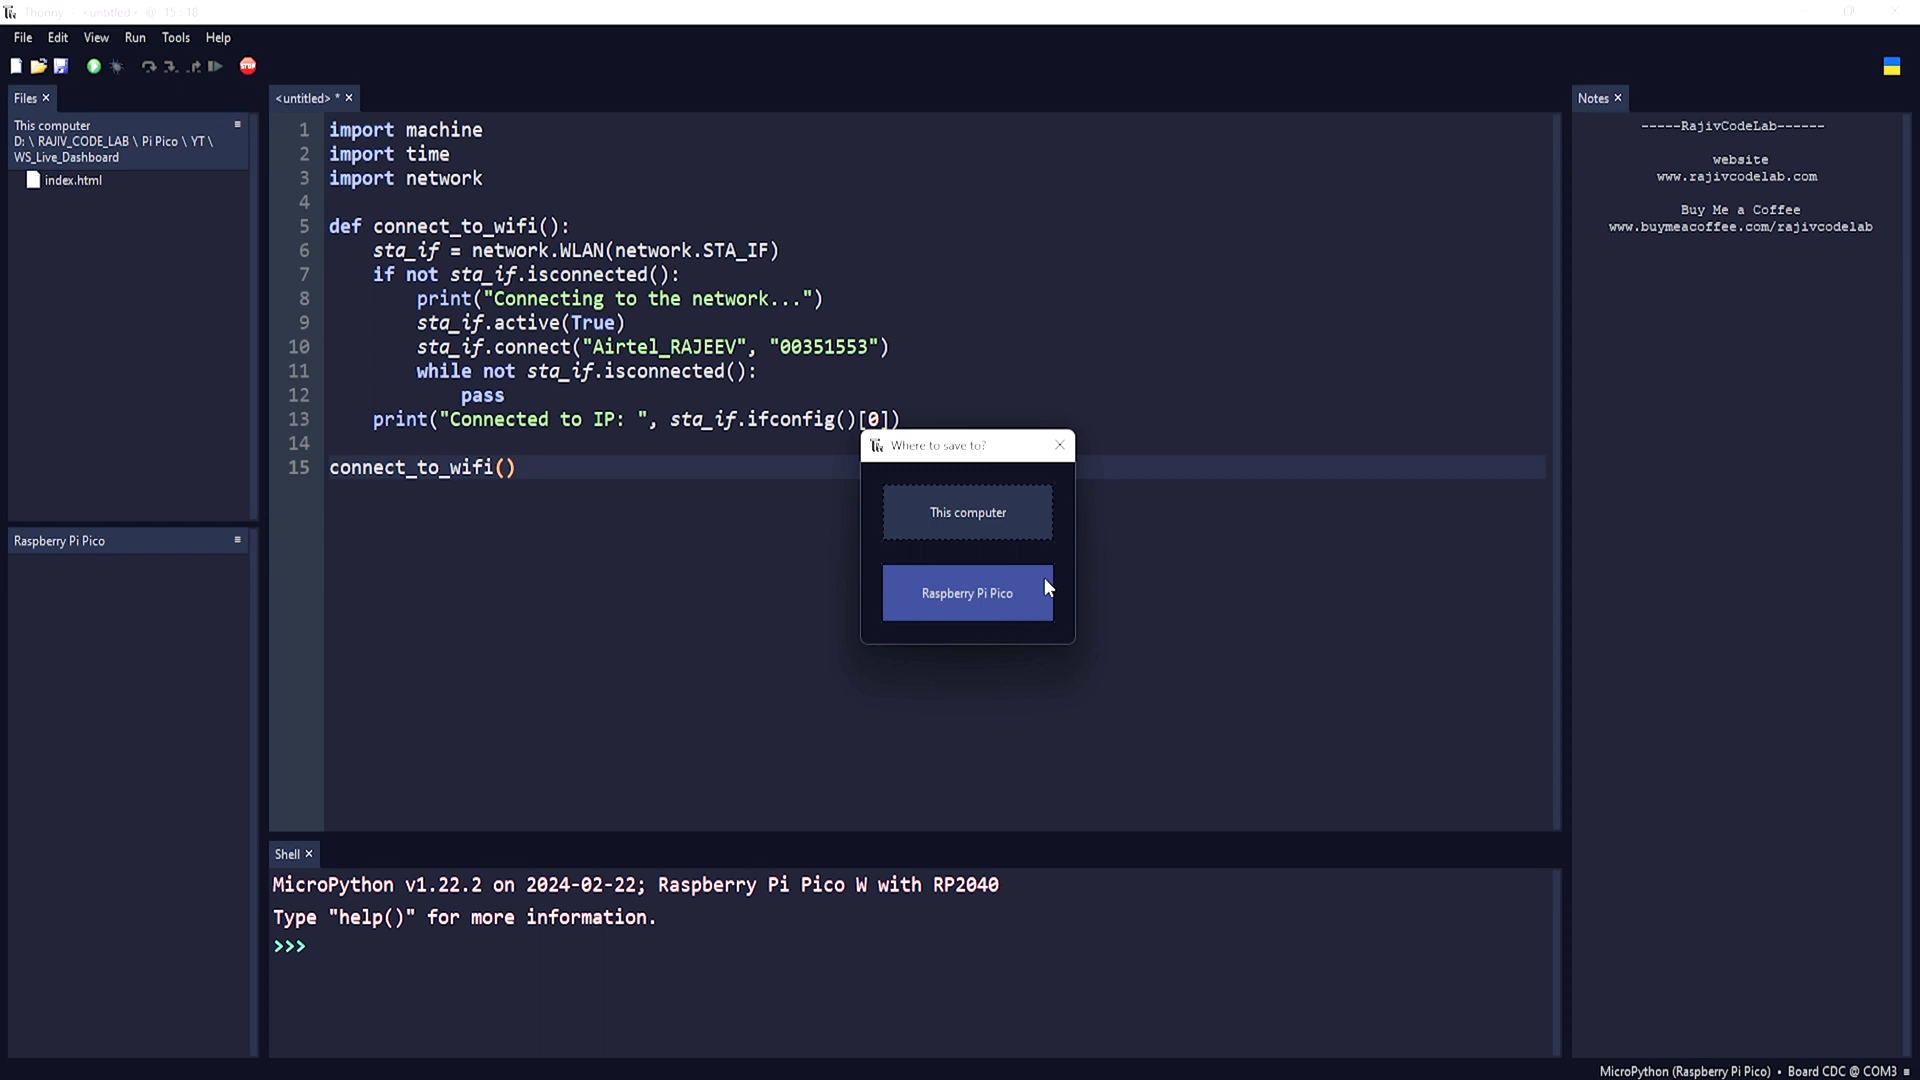 Thonny - <untitled> @ 15 : 18
File Edit View Run Tools Help
Files
This computer
D: \ RAJIV_CODE_LAB \ Pi Pico \ YT \
WS_Live_Dashboard
index.html
Raspberry Pi Pico
<untitled> *
1 import machine
2 import time
3 import network
4
5 def connect_to_wifi():
6     sta_if = network.WLAN(network.STA_IF)
7     if not sta_if.isconnected():
8         print("Connecting to the network...")
9         sta_if.active(True)
10         sta_if.connect("Airtel_RAJEEV", "00351553")
11         while not sta_if.isconnected():
12             pass
13     print("Connected to IP: ", sta_if.ifconfig()[0])
14
15 connect_to_wifi()
Where to save to?
This computer
Raspberry Pi Pico
Shell
MicroPython v1.22.2 on 2024-02-22; Raspberry Pi Pico W with RP2040
Type "help()" for more information.
>>>
Notes
-----RajivCodeLab------
website
www.rajivcodelab.com
Buy Me a Coffee
www.buymeacoffee.com/rajivcodelab
MicroPython (Raspberry Pi Pico) • Board CDC @ COM3 ≡